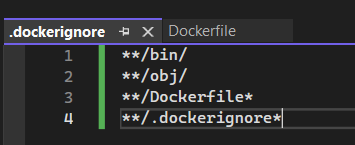 .dockerignore Dockerfile
1 **/bin/
2 **/obj/
3 **/Dockerfile*
4 **/.dockerignore*